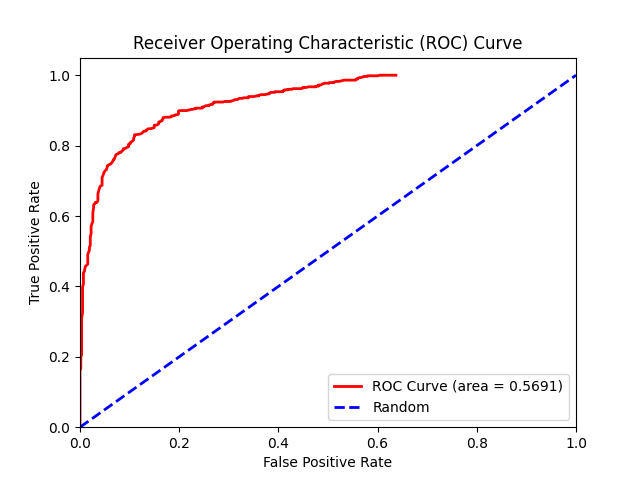 Receiver Operating Characteristic (ROC) Curve
1.0
0.8
0.6
0.4
0.2
0.0
True Positive Rate
ROC Curve (area = 0.5691)
Random
0.0 0.2 0.4 0.6 0.8 1.0
False Positive Rate